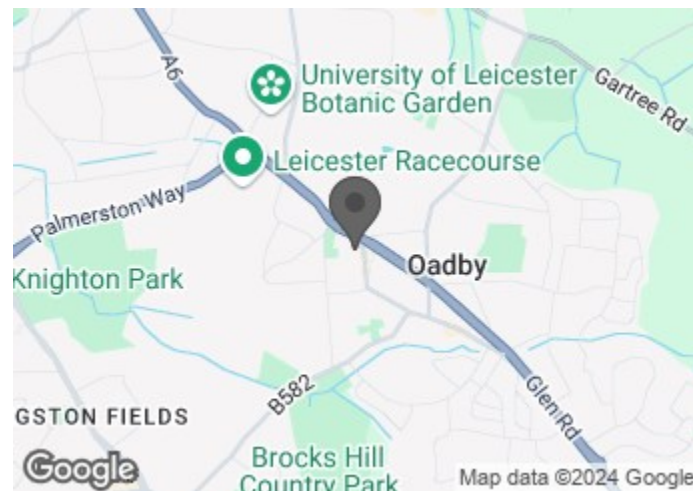 A6
University of Leicester
Botanic Garden
Gartree Rd
Leicester Racecourse
Palmerston Way
Knighton Park
Oadby
B582
GSTON FIELDS
Glen Rd
Brocks Hill
Country Park
Google
Map data ©2024 Google